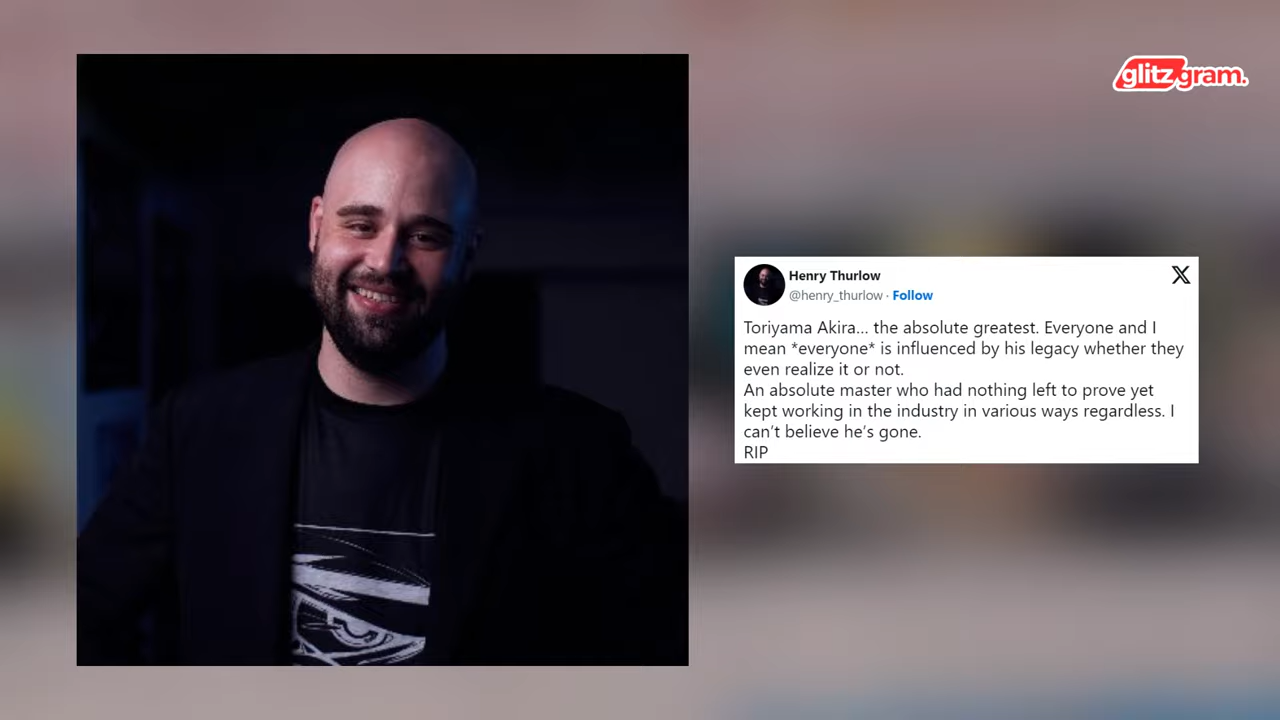 glitz gram.
Henry Thurlow
@henry_thurlow · Follow
Toriyama Akira... the absolute greatest. Everyone and I
mean *everyone* is influenced by his legacy whether they
even realize it or not.
An absolute master who had nothing left to prove yet
kept working in the industry in various ways regardless. I
can't believe he's gone.
RIP